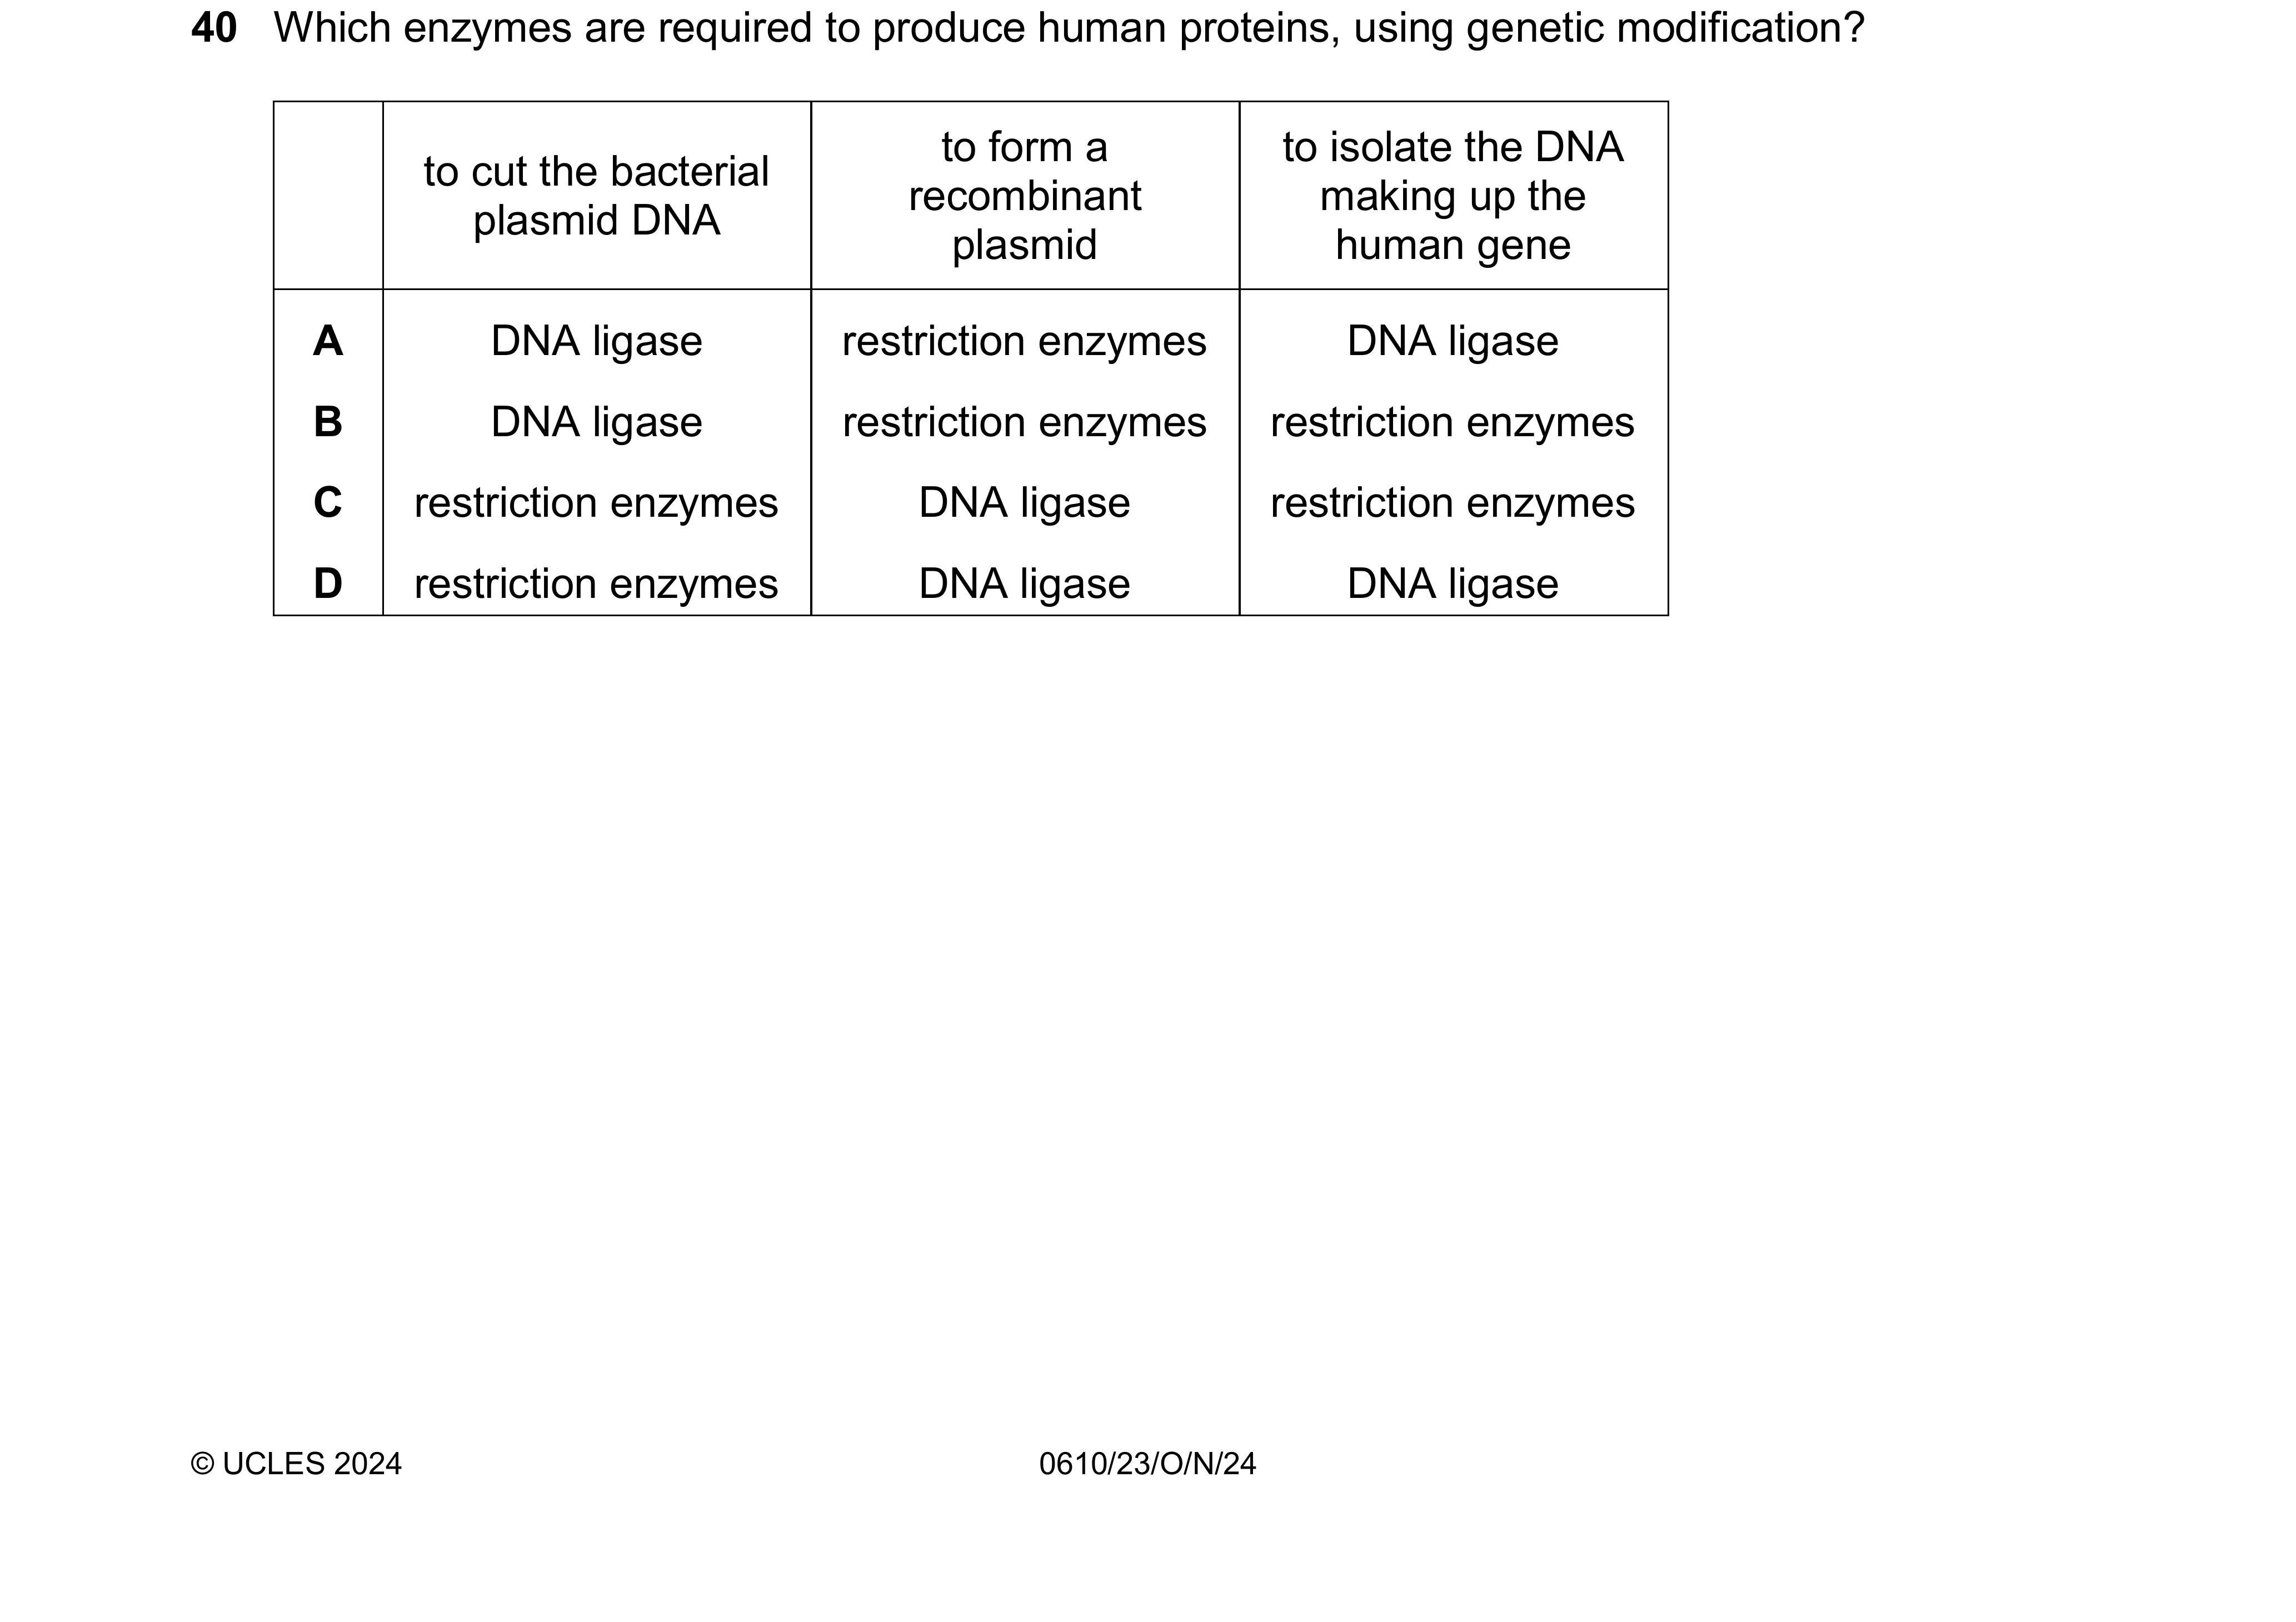 40 Which enzymes are required to produce human proteins, using genetic modification?
to cut the bacterial plasmid DNA
to form a recombinant plasmid
to isolate the DNA making up the human gene
A DNA ligase restriction enzymes DNA ligase
B DNA ligase restriction enzymes restriction enzymes
C restriction enzymes DNA ligase restriction enzymes
D restriction enzymes DNA ligase DNA ligase
© UCLES 2024 0610/23/O/N/24